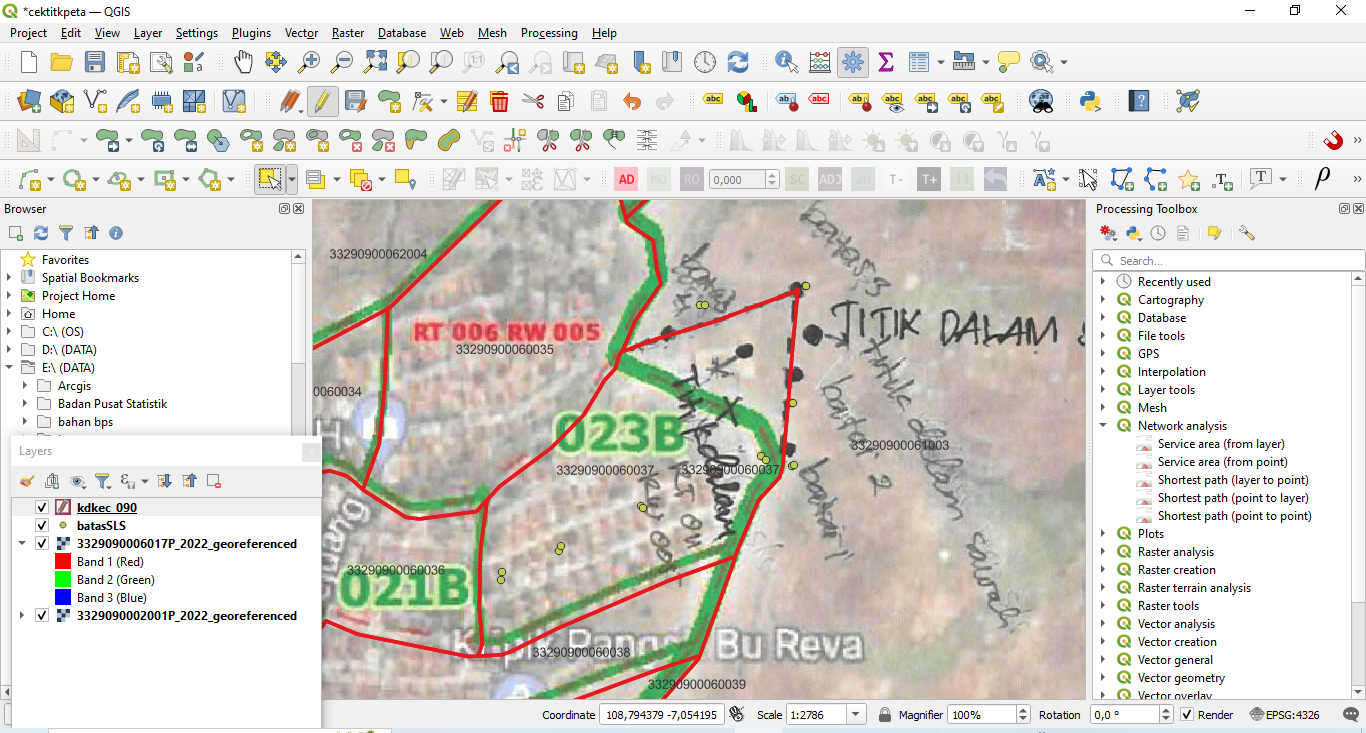 *cektitkpeta — QGIS
Project Edit View Layer Settings Plugins Vector Raster Database Web Mesh Processing Help
0,000
Browser
Favorites
Spatial Bookmarks
Project Home
Home
C:\ (OS)
D:\ (DATA)
E:\ (DATA)
Arcgis
Badan Pusat Statistik
bahan bps
Layers
kdkec_090
batasSLS
3329090006017P_2022_georeferenced
Band 1 (Red)
Band 2 (Green)
Band 3 (Blue)
3329090002001P_2022_georeferenced
33290900062004
RT 006 RW 005
33290900060035
0060034
023B
33290900060037
33290900060037
33290900061003
33290900060036
021B
33290900060038
33290900060039
Bu Reva
TITIK DALAM
batass
titik dalam
sawah
batas 2
Processing Toolbox
Search...
Recently used
Cartography
Database
File tools
GPS
Interpolation
Layer tools
Mesh
Network analysis
Service area (from layer)
Service area (from point)
Shortest path (layer to point)
Shortest path (point to layer)
Shortest path (point to point)
Plots
Raster analysis
Raster creation
Raster terrain analysis
Raster tools
Vector analysis
Vector creation
Vector general
Vector geometry
Vector overlay
Coordinate 108,794379 -7,054195 Scale 1:2786 Magnifier 100% Rotation 0,0 ° Render EPSG:4326